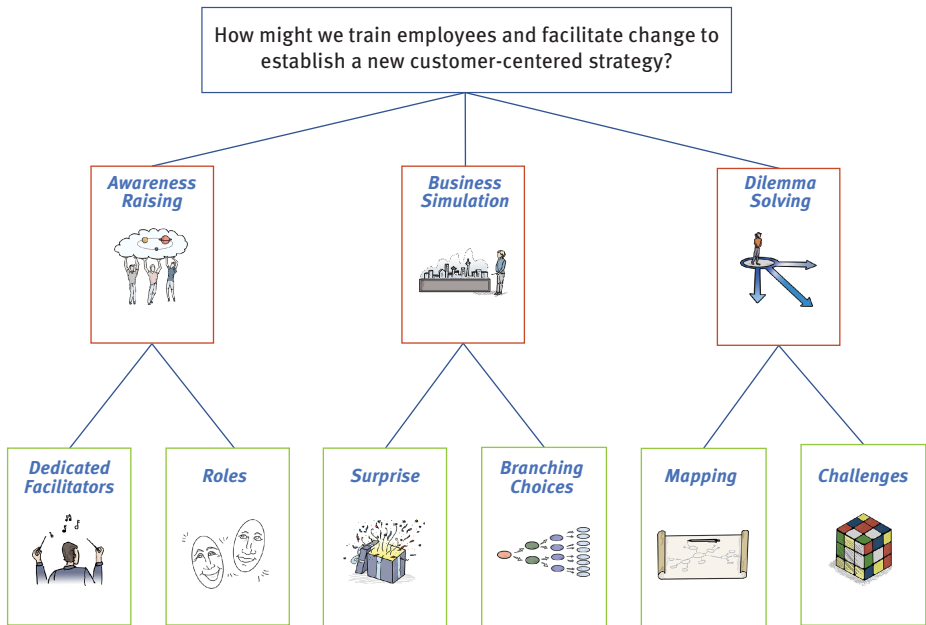 How might we train employees and facilitate change to
establish a new customer-centered strategy?
Awareness
Raising
Business
Simulation
Dilemma
Solving
Dedicated
Facilitators
Roles
Surprise
Branching
Choices
Mapping
Challenges